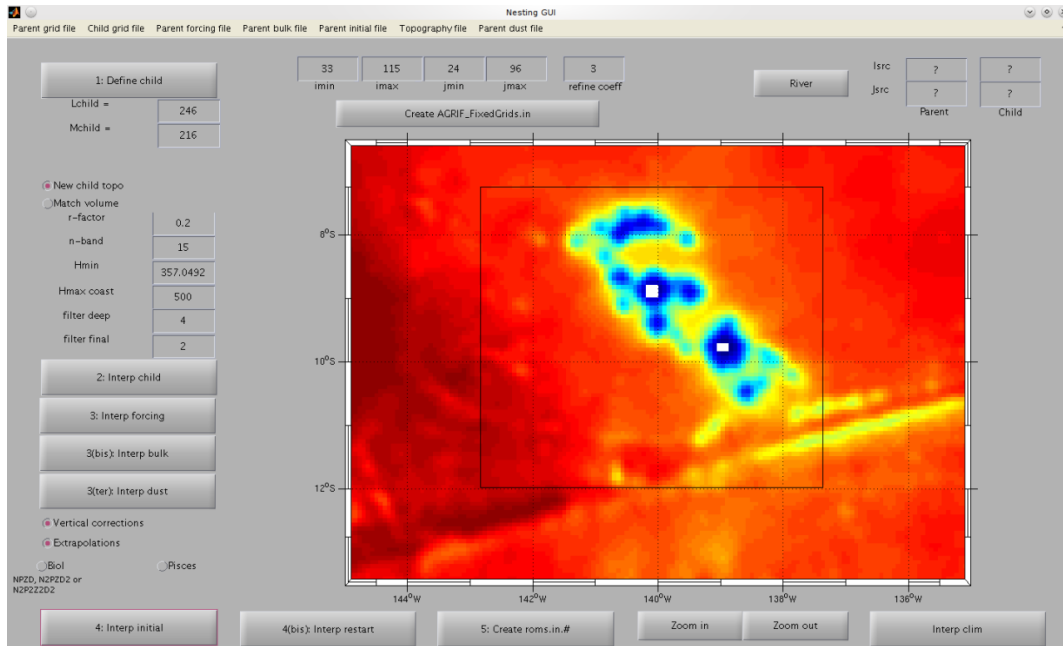 Nesting GUI
Parent grid file Child grid file Parent forcing file Parent bulk file Parent initial file Topography file Parent dust file
1: Define child
Lchild = 246
Mchild = 216
33 115 24 96 3
imin imax jmin jmax refine coeff
Create AGRIF_FixedGrids.in
River
Isrc ? ?
Jsrc ? ?
Parent Child
New child topo
Match volume
r-factor 0.2
n-band 15
Hmin 357.0492
Hmax coast 500
filter deep 4
filter final 2
2: Interp child
3: Interp forcing
3(bis): Interp bulk
3(ter): Interp dust
Vertical corrections
Extrapolations
Biol Pisces
NPZD, N2PZD2 or
N2P2Z2D2
8°S
10°S
12°S
144°W 142°W 140°W 138°W 136°W
4: Interp initial
4(bis): Interp restart
5: Create roms.in.#
Zoom in
Zoom out
Interp clim